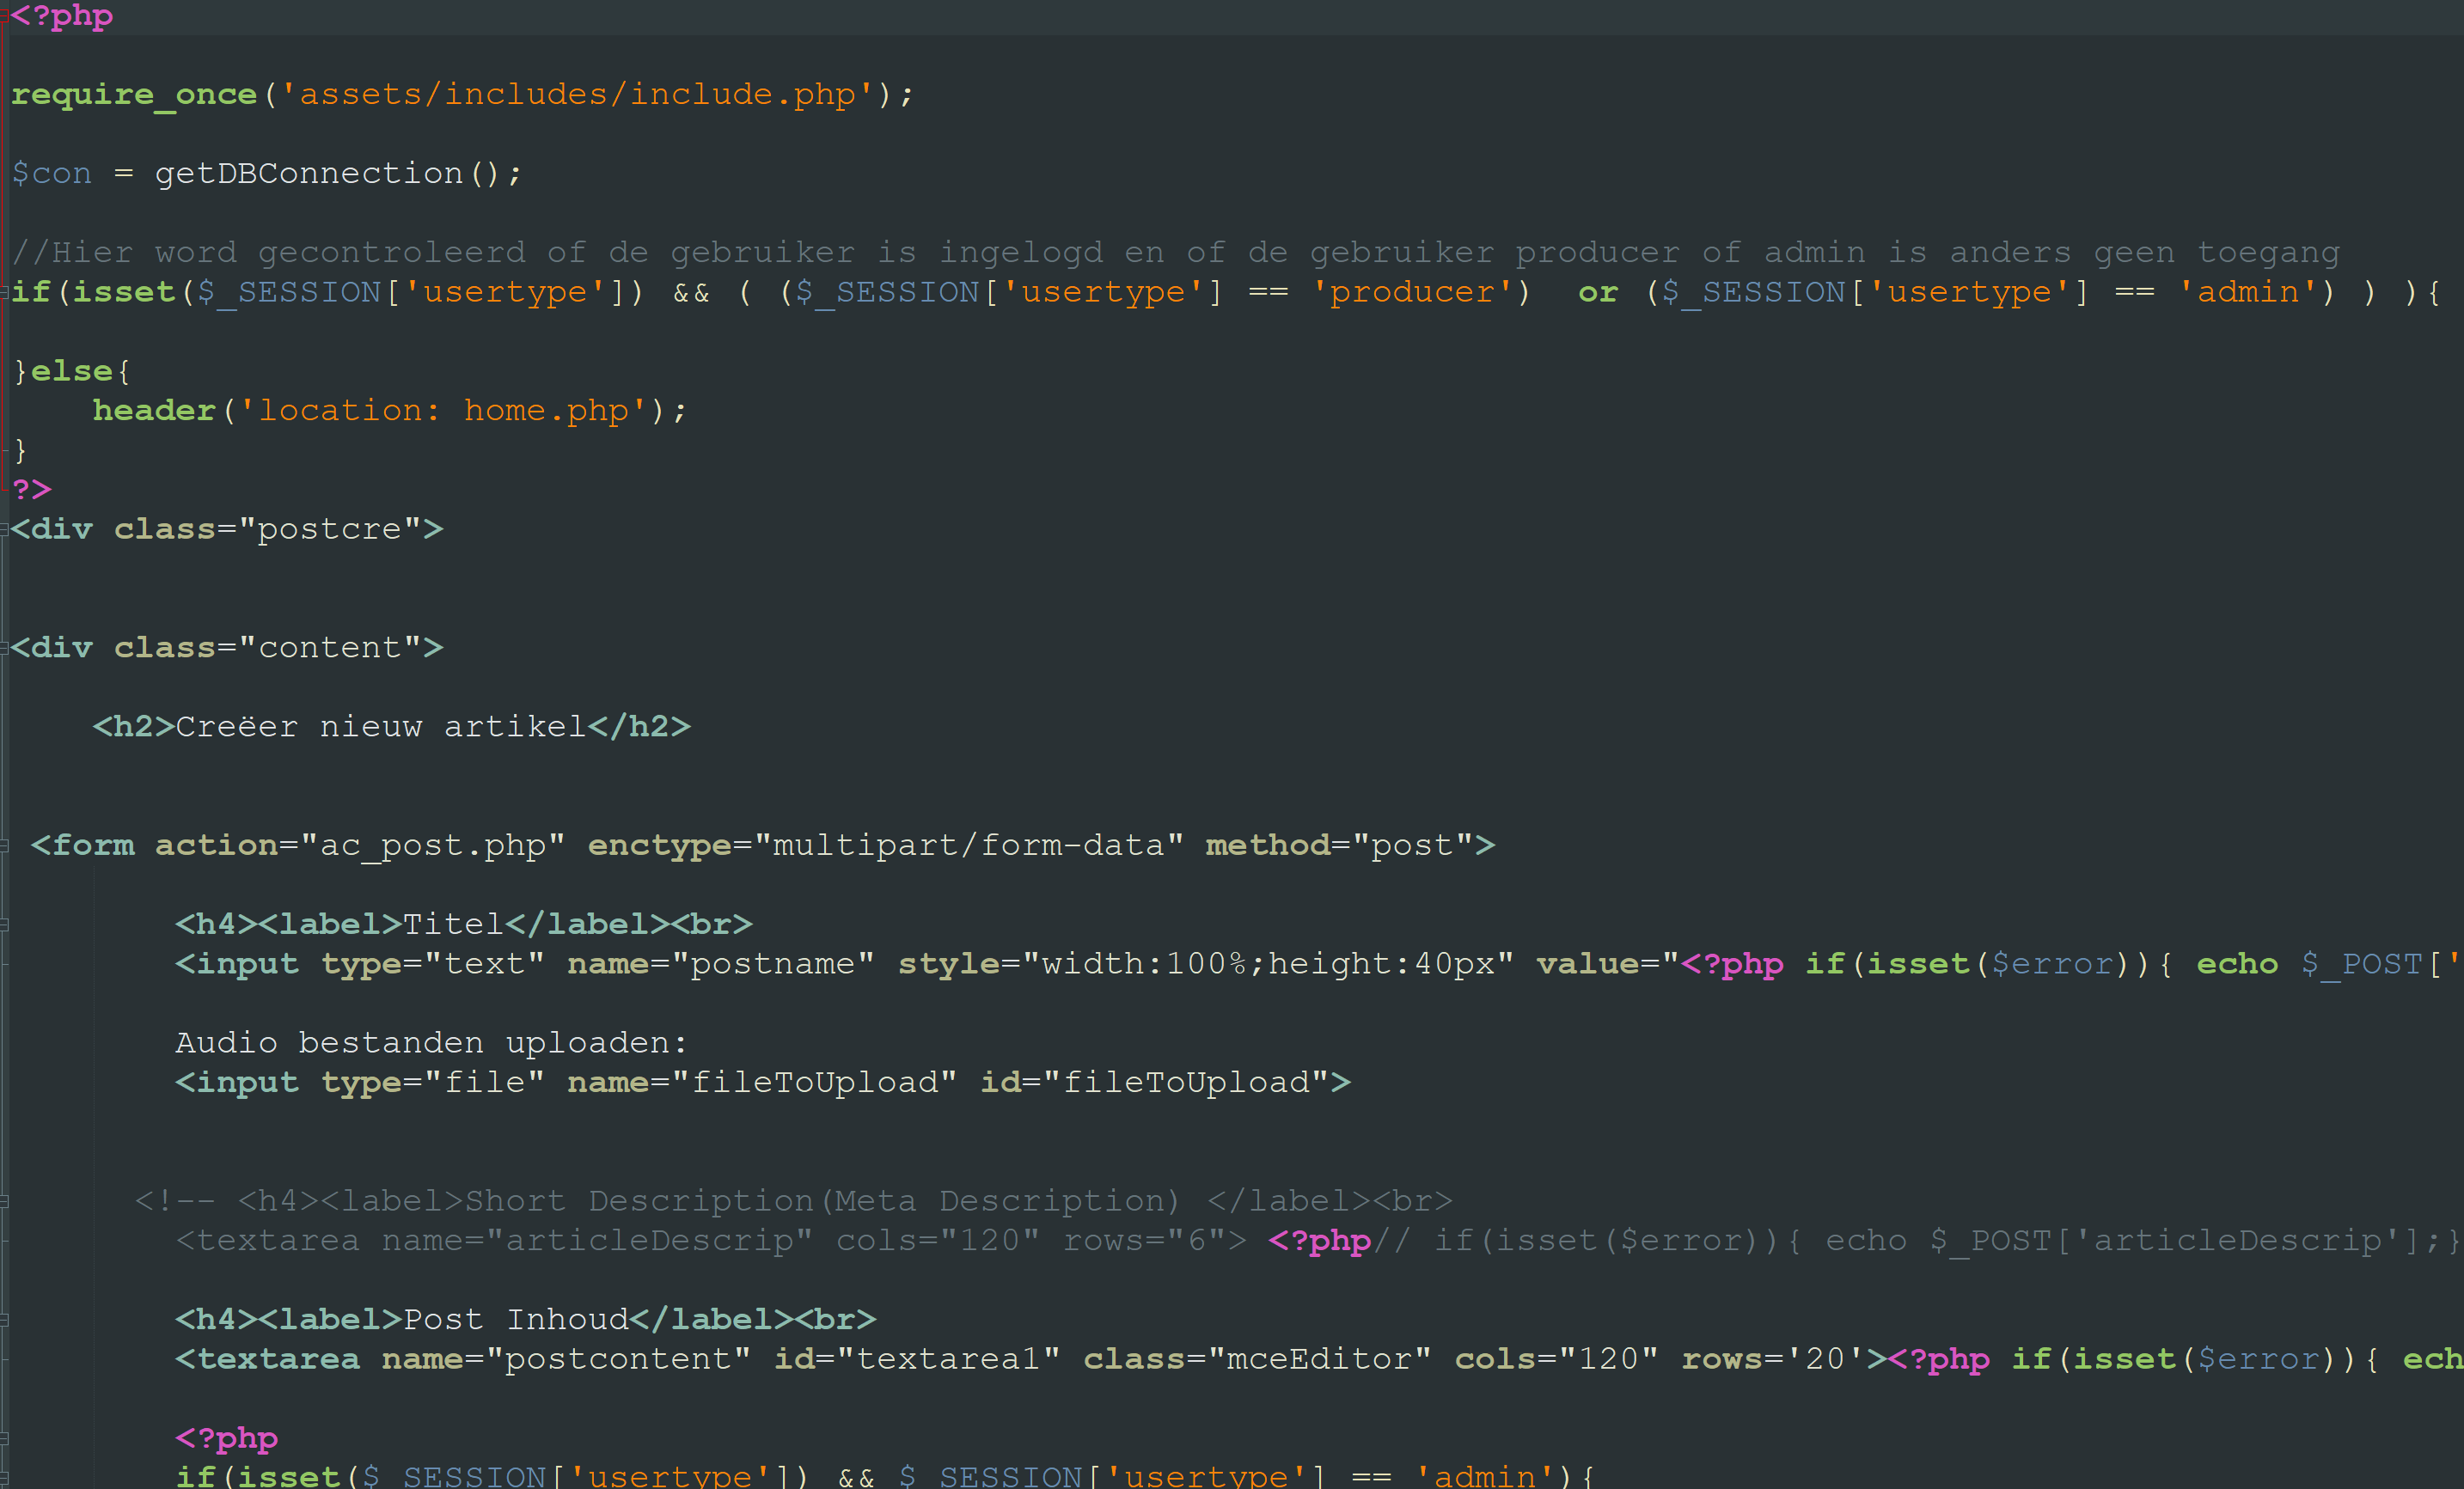 <?php
require_once('assets/includes/include.php');
$con = getDBConnection();
//Hier word gecontroleerd of de gebruiker is ingelogd en of de gebruiker producer of admin is anders geen toegang
if(isset($_SESSION['usertype']) && ( ($_SESSION['usertype'] == 'producer')  or ($_SESSION['usertype'] == 'admin') ) ){
}else{
    header('location: home.php');
}
?>
<div class="postcre">
<div class="content">
    <h2>Creëer nieuw artikel</h2>
 <form action="ac_post.php" enctype="multipart/form-data" method="post">
        <h4><label>Titel</label><br>
        <input type="text" name="postname" style="width:100%;height:40px" value="<?php if(isset($error)){ echo $_POST['
        Audio bestanden uploaden:
        <input type="file" name="fileToUpload" id="fileToUpload">
      <!-- <h4><label>Short Description(Meta Description) </label><br>
        <textarea name="articleDescrip" cols="120" rows="6"> <?php// if(isset($error)){ echo $_POST['articleDescrip'];}
        <h4><label>Post Inhoud</label><br>
        <textarea name="postcontent" id="textarea1" class="mceEditor" cols="120" rows='20'><?php if(isset($error)){ ech
        <?php
        if(isset($_SESSION['usertype']) && $_SESSION['usertype'] == 'admin'){